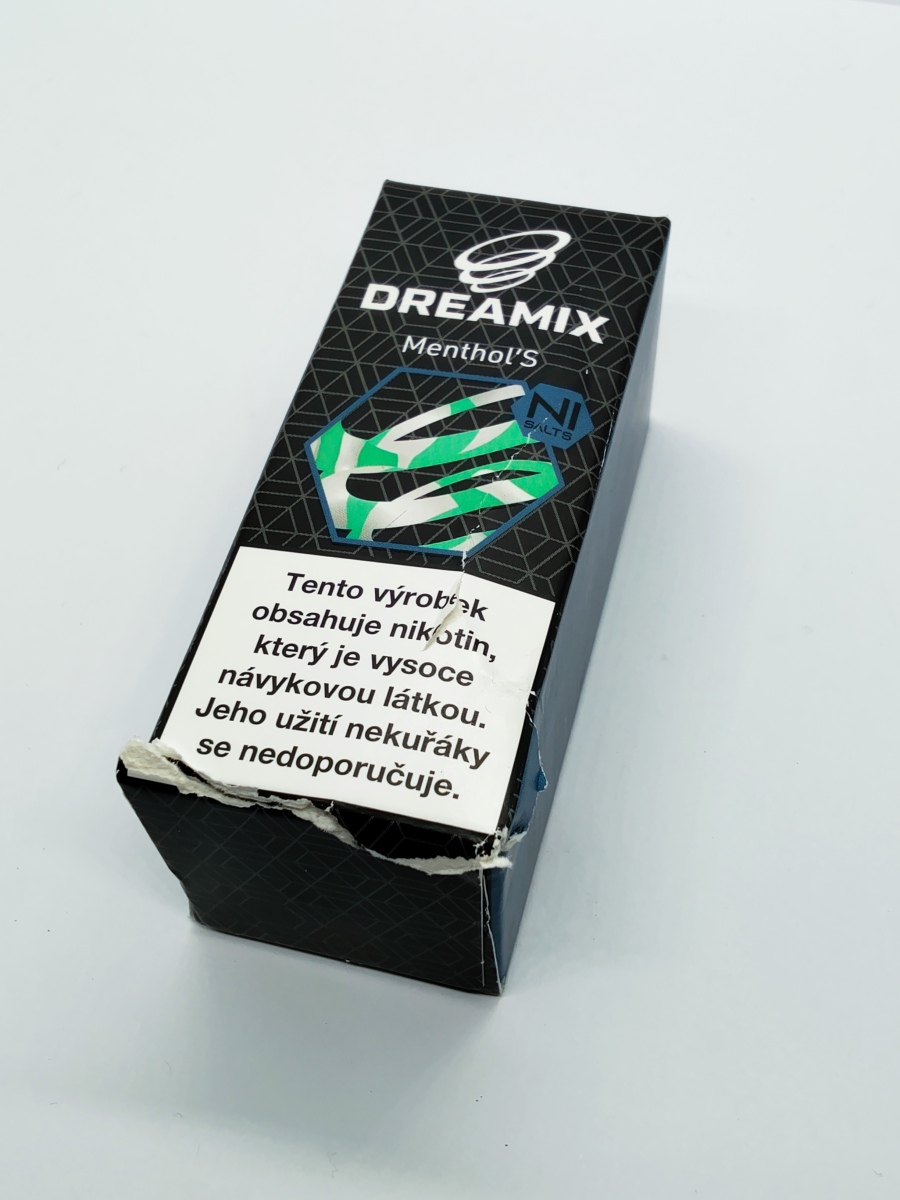 DREAMIX
Menthol'S
NI
SALTS
Tento výrobek
obsahuje nikotin,
který je vysoce
návykovou látkou.
Jeho užití nekuřáky
se nedoporučuje.